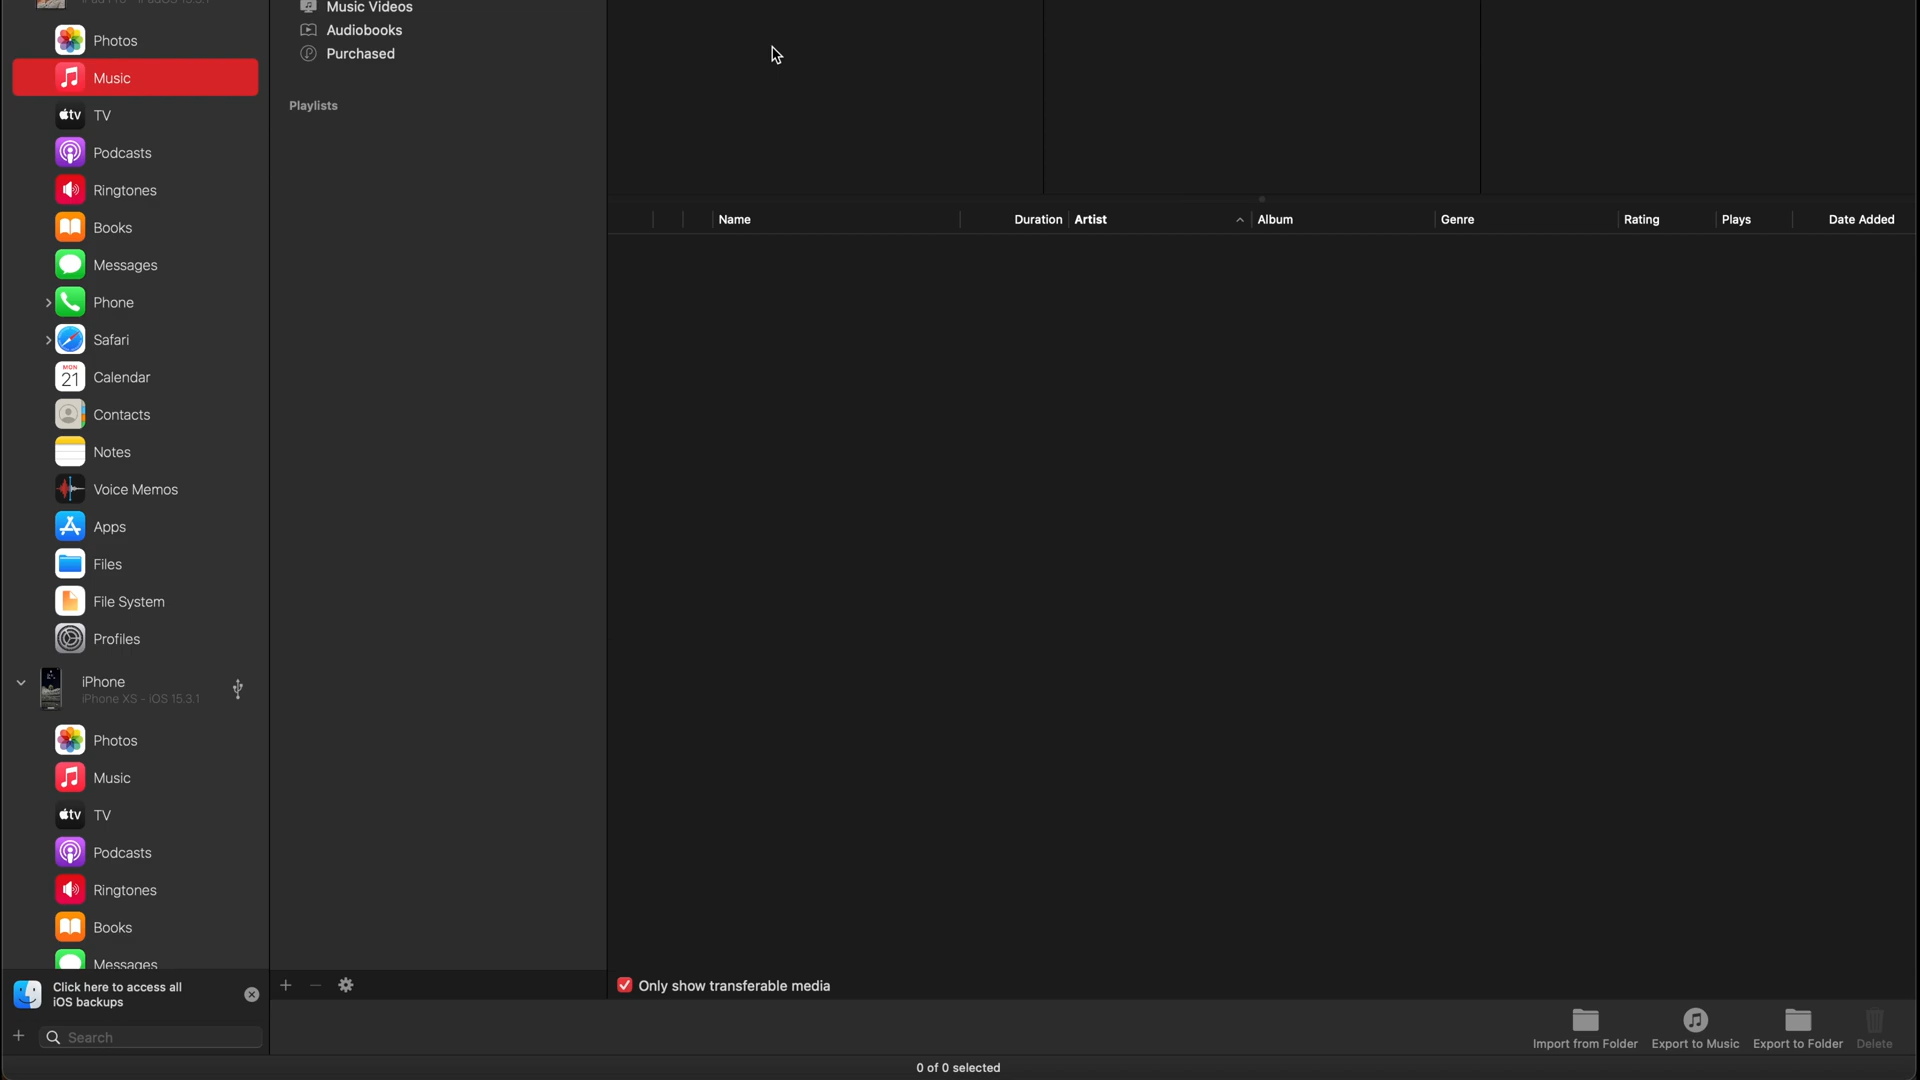 Photos
Music
TV
Podcasts
Ringtones
Books
Messages
Phone
Safari
MON
21
Calendar
Contacts
Notes
Voice Memos
Apps
Files
File System
Profiles
iPhone
iPhone XS - iOS 15.3.1
Photos
Music
tv
TV
Podcasts
Ringtones
Books
Messages
Click here to access all
iOS backups
Search
Music Videos
Audiobooks
Purchased
Playlists
Name Duration Artist Album Genre Rating Plays Date Added
Only show transferable media
Import from Folder Export to Music Export to Folder Delete
0 of 0 selected